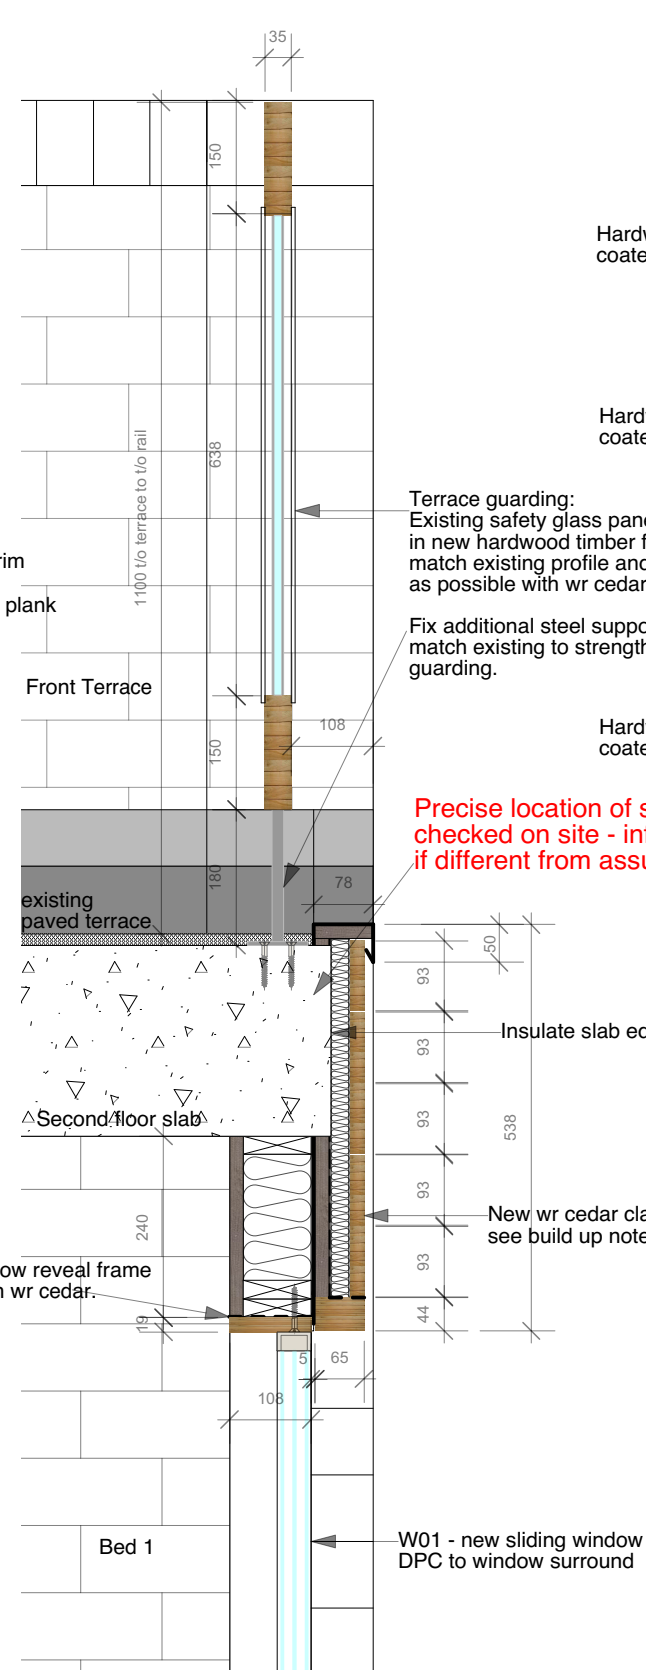 35
150
Hardw
coate
638
1100 t/o terrace to t/o rail
Hardw
coate
Terrace guarding:
Existing safety glass pane
in new hardwood timber f
match existing profile and
as possible with wr cedar
rim
plank
Fix additional steel suppo
match existing to strength
guarding.
Front Terrace
108
150
Hardw
coate
Precise location of s
checked on site - inf
if different from assu
180
78
existing
paved terrace
50
93
Insulate slab ed
93
538
Second floor slab
93
93
240
New wr cedar cla
see build up note
93
ow reveal frame
n wr cedar.
19
44
5
65
108
W01 - new sliding window
DPC to window surround
Bed 1